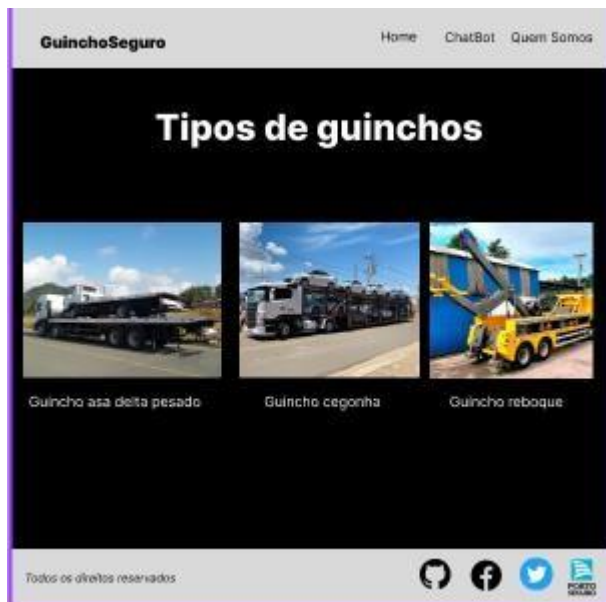 GuinchoSeguro
Home ChatBot Quem Somos
Tipos de guinchos
Guincho asa delta pesado
Guincho cegonha
Guincho reboque
Todos os direitos reservados
PORTO
SEGURO